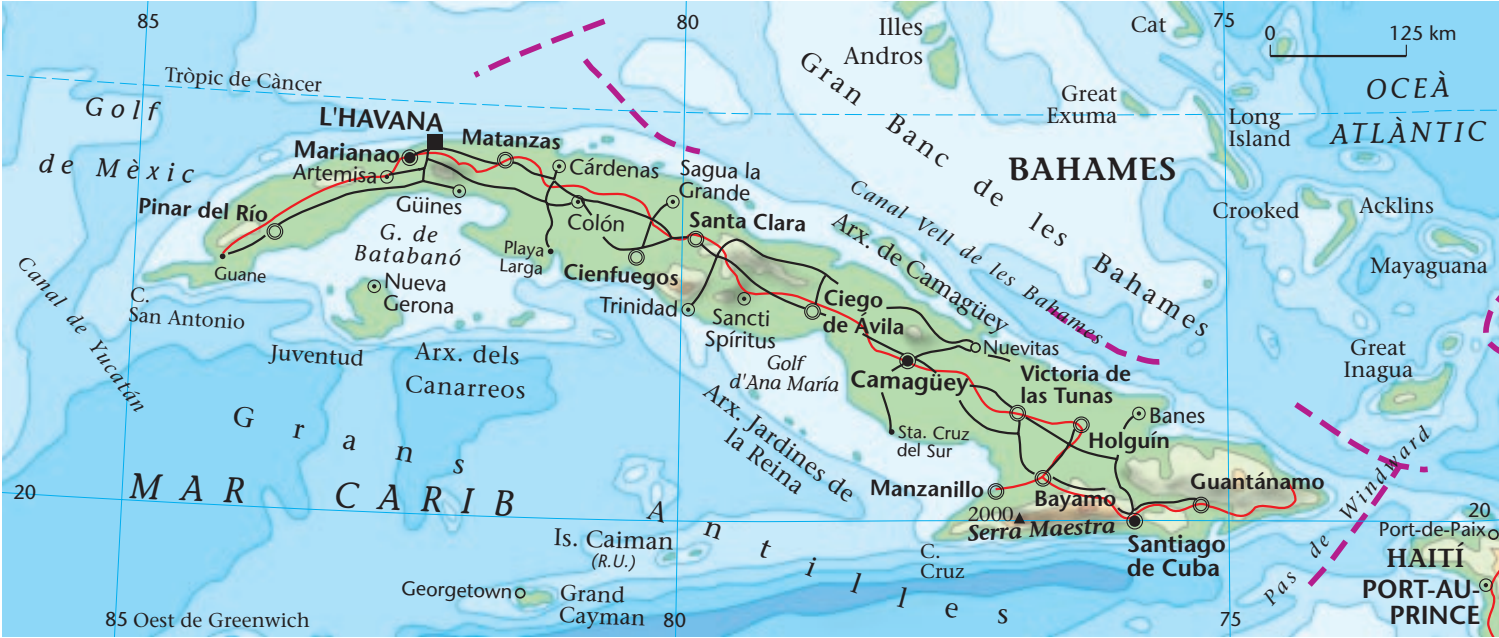 85
80
75
0
125 km
Illes
Andros
Cat
Gran Banc de les Bahames
Tròpic de Càncer
Golf
de Mèxic
Great
Exuma
Long
Island
OCEÀ
ATLÀNTIC
L'HAVANA
Matanzas
Marianao
Artemisa
Cárdenas
Sagua la
Grande
BAHAMES
Canal Vell de les Bahames
Crooked
Acklins
Pinar del Río
Güines
Colón
Santa Clara
Arx. de Camagüey
G. de
Batabanó
Playa
Larga
Guane
Cienfuegos
Mayaguana
Canal de Yucatán
C.
San Antonio
Nueva
Gerona
Trinidad
Sancti
Spíritus
Ciego
de Ávila
Nuevitas
Juventud
Arx. dels
Canarreos
Golf
d'Ana María
Camagüey
Victoria de
las Tunas
Great
Inagua
Arx. Jardines de
la Reina
Sta. Cruz
del Sur
Banes
Holguín
Grans Antilles
MAR CARIB
20
Manzanillo
Bayamo
Guantánamo
2000
Serra Maestra
Pas de Windward
20
Is. Caiman
(R.U.)
C.
Cruz
Santiago
de Cuba
Port-de-Paix
HAITÍ
Georgetown
Grand
Cayman
PORT-AU-
PRINCE
85 Oest de Greenwich
80
75